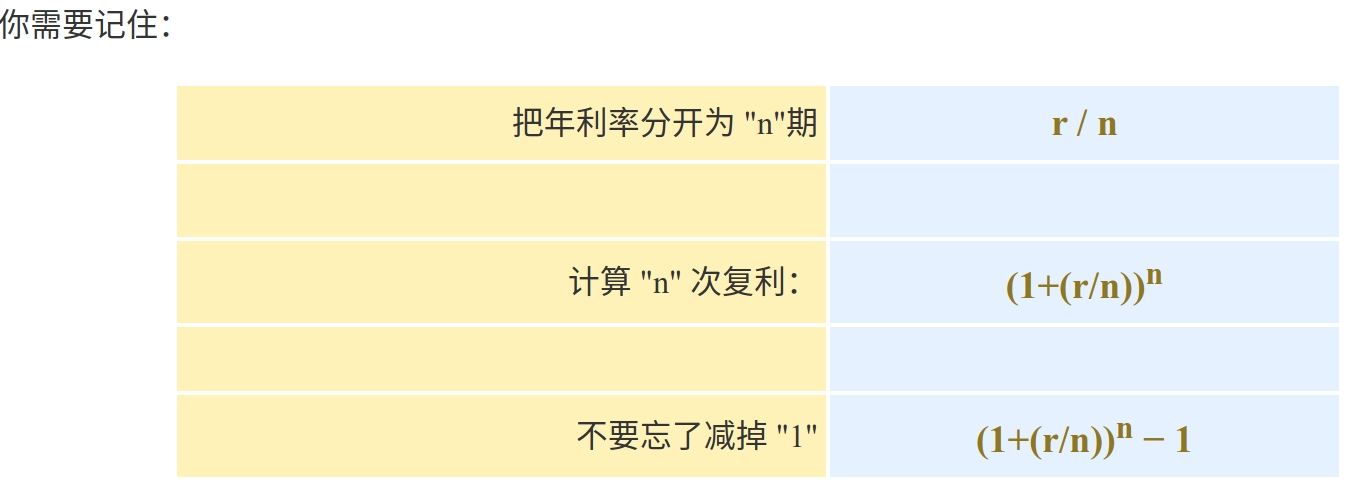 你需要记住：
把年利率分开为 "n"期 r / n
计算 "n" 次复利： (1+(r/n))ⁿ
不要忘了减掉 "1" (1+(r/n))ⁿ − 1